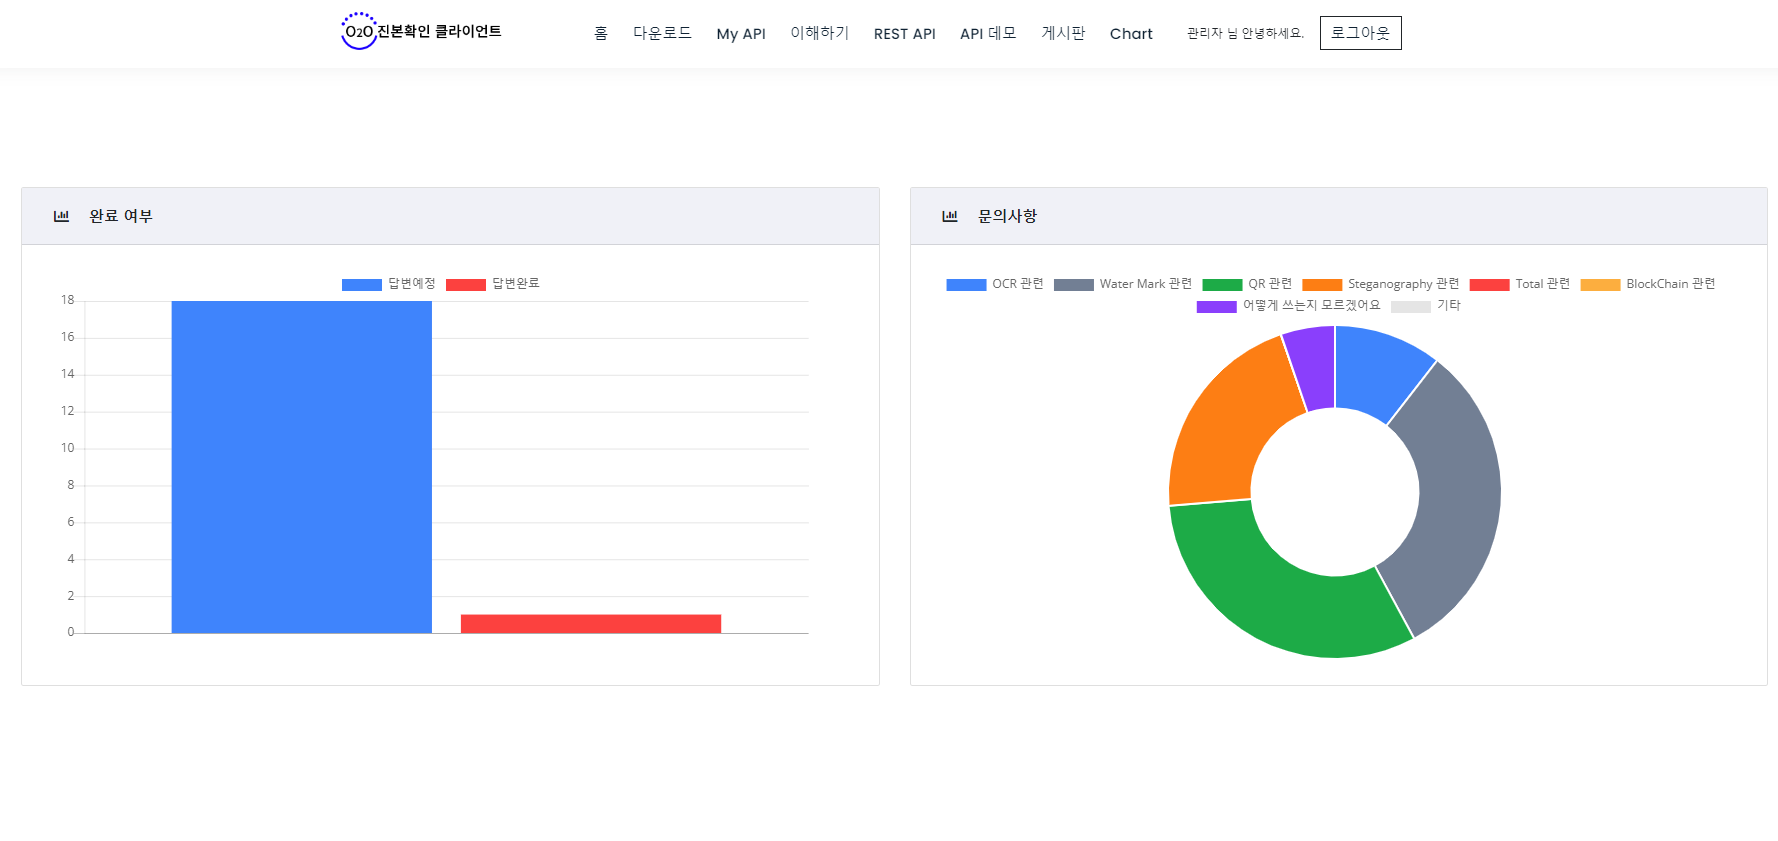 O2O진본확인 클라이언트 홈 다운로드 My API 이해하기 REST API API 데모 게시판 Chart 관리자 님 안녕하세요. 로그아웃
완료 여부
답변예정 답변완료
18
16
14
12
10
8
6
4
2
0
문의사항
OCR 관련 Water Mark 관련 QR 관련 Steganography 관련 Total 관련 BlockChain 관련
어떻게 쓰는지 모르겠어요 기타